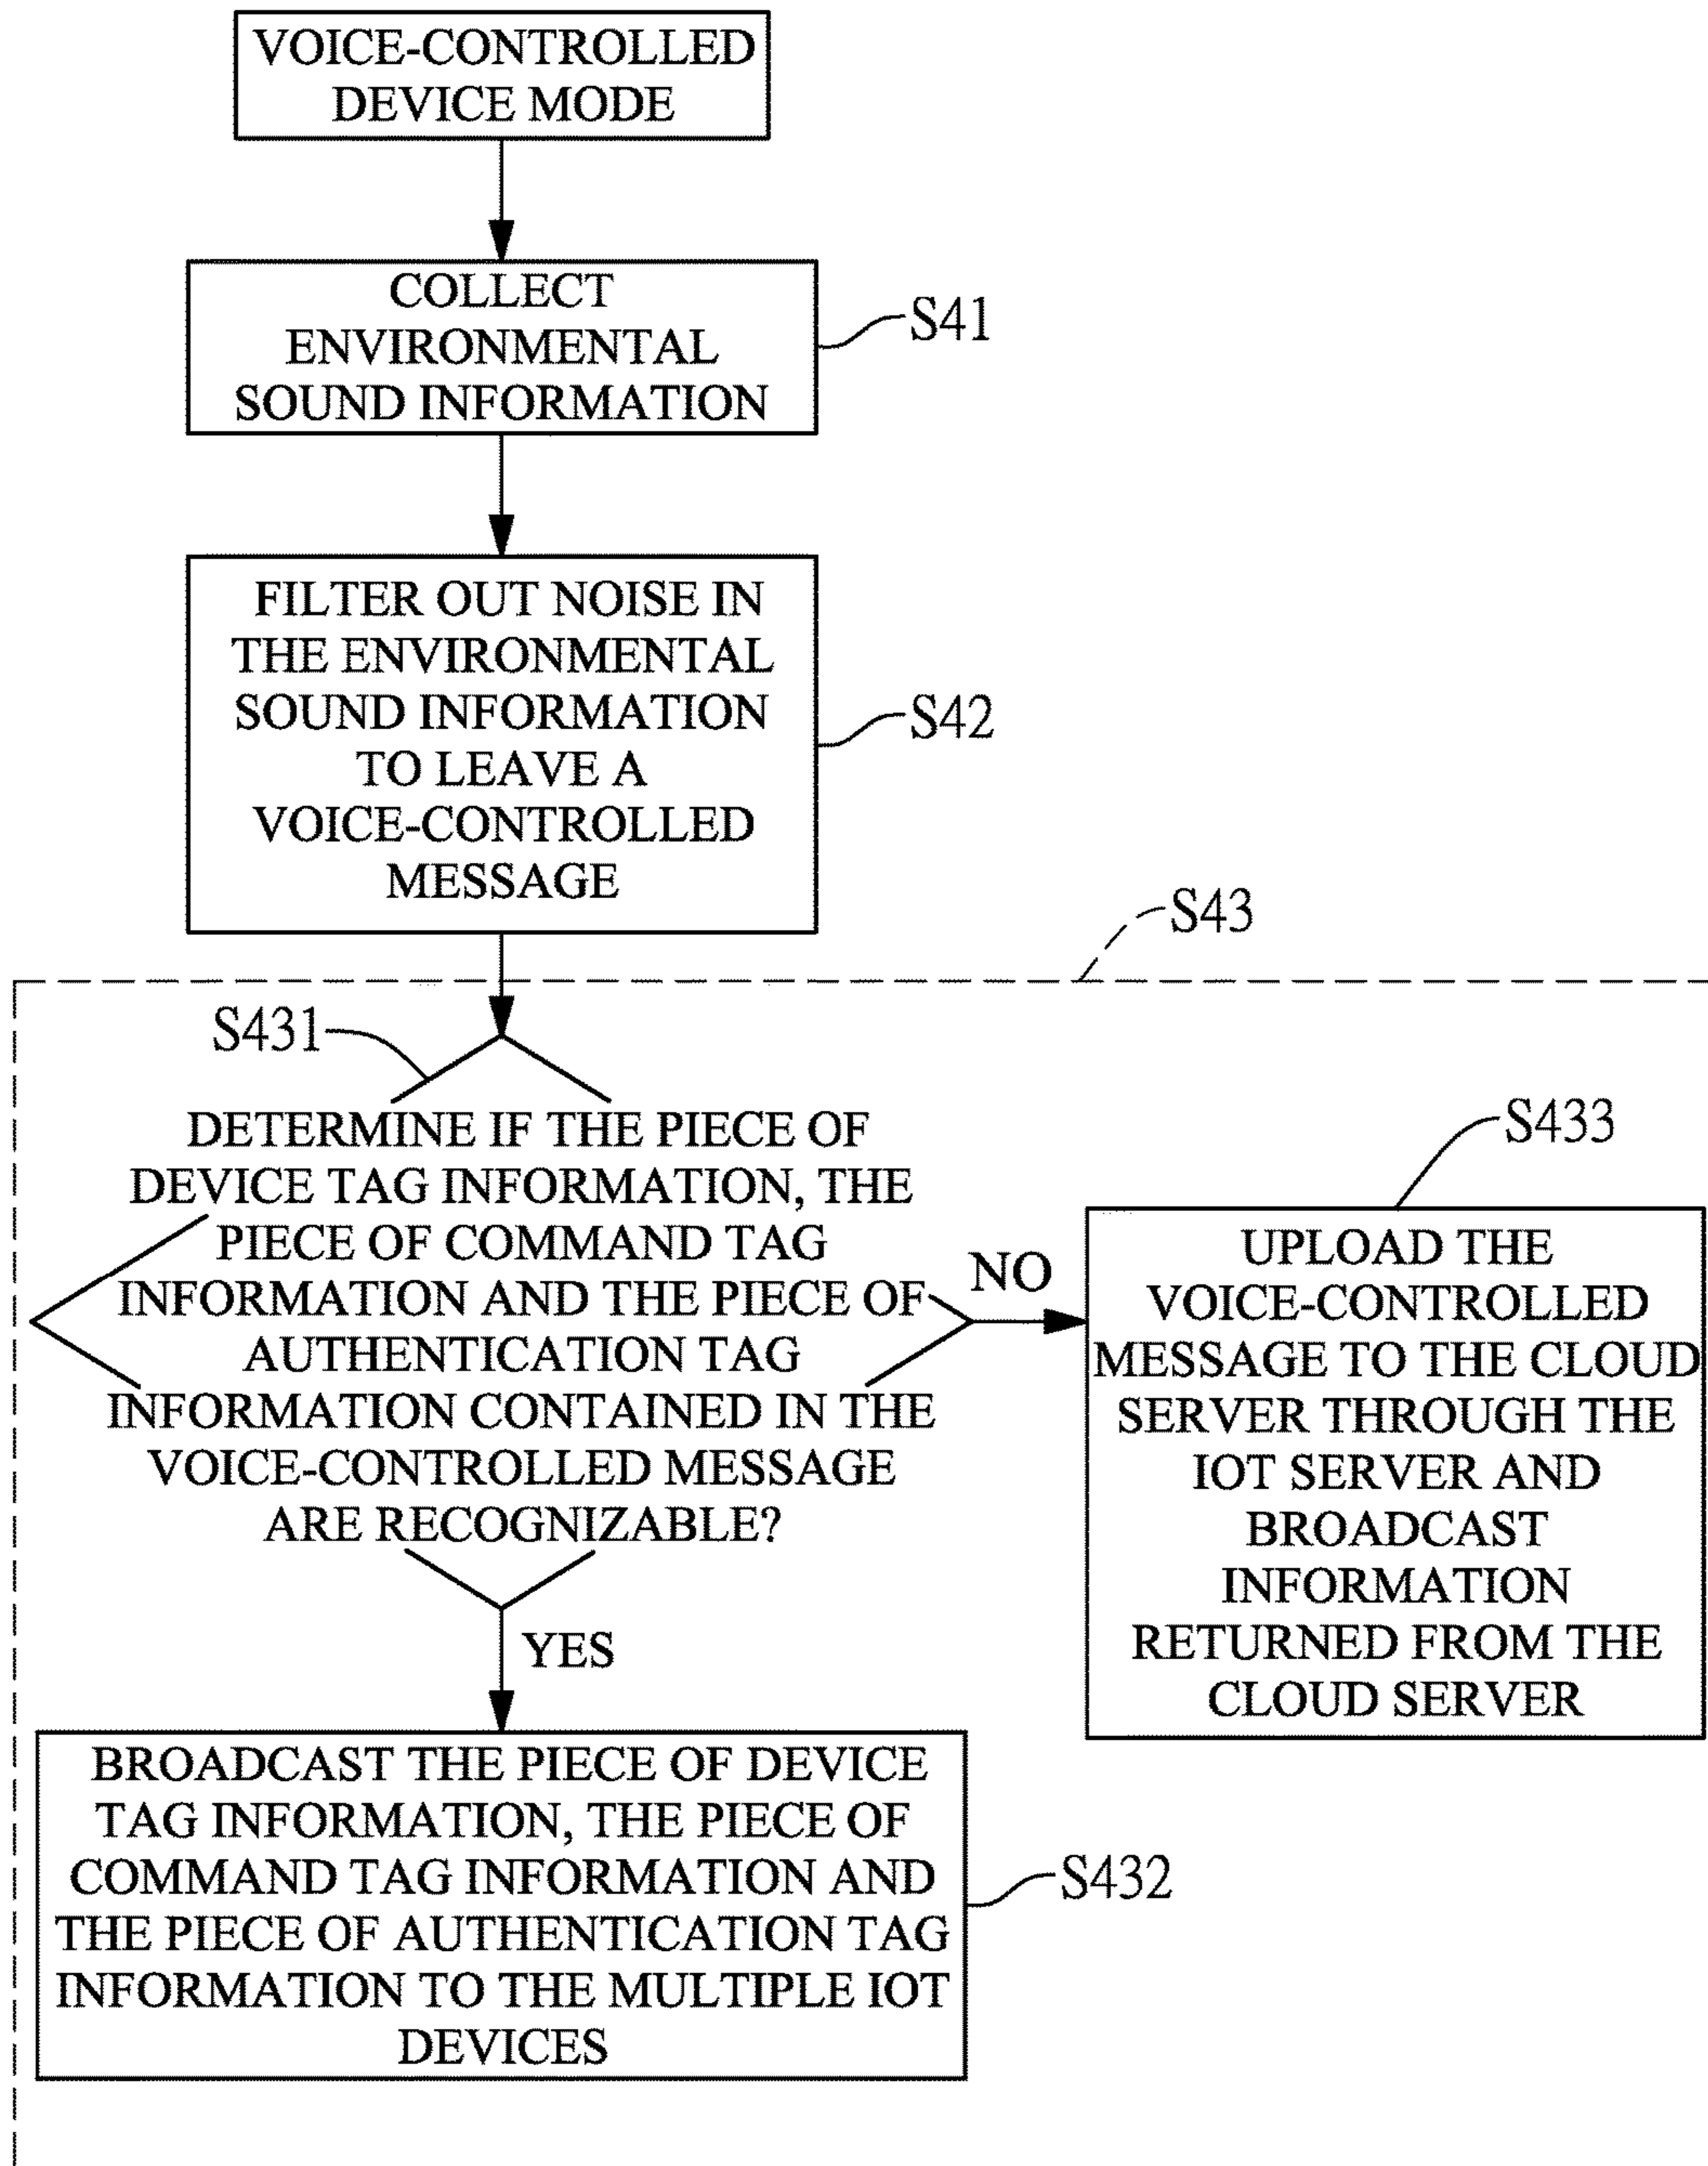 VOICE-CONTROLLED
DEVICE MODE
COLLECT
ENVIRONMENTAL
SOUND INFORMATION
S41
FILTER OUT NOISE IN
THE ENVIRONMENTAL
SOUND INFORMATION
TO LEAVE A
VOICE-CONTROLLED
MESSAGE
S42
S43
S431
DETERMINE IF THE PIECE OF
DEVICE TAG INFORMATION, THE
PIECE OF COMMAND TAG
INFORMATION AND THE PIECE OF
AUTHENTICATION TAG
INFORMATION CONTAINED IN THE
VOICE-CONTROLLED MESSAGE
ARE RECOGNIZABLE?
NO
S433
UPLOAD THE
VOICE-CONTROLLED
MESSAGE TO THE CLOUD
SERVER THROUGH THE
IOT SERVER AND
BROADCAST
INFORMATION
RETURNED FROM THE
CLOUD SERVER
YES
BROADCAST THE PIECE OF DEVICE
TAG INFORMATION, THE PIECE OF
COMMAND TAG INFORMATION AND
THE PIECE OF AUTHENTICATION TAG
INFORMATION TO THE MULTIPLE IOT
DEVICES
S432